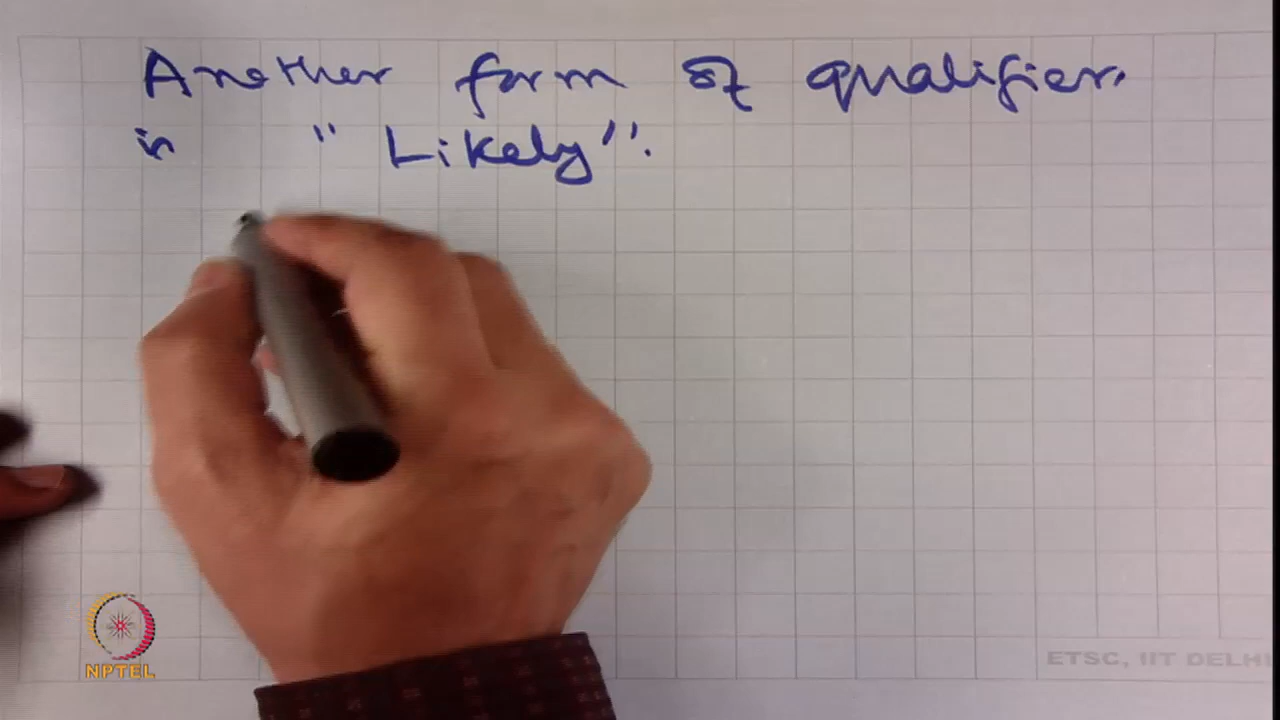 Another form of qualifier
is "Likely".
NPTEL
ETSC, IIT DELHI